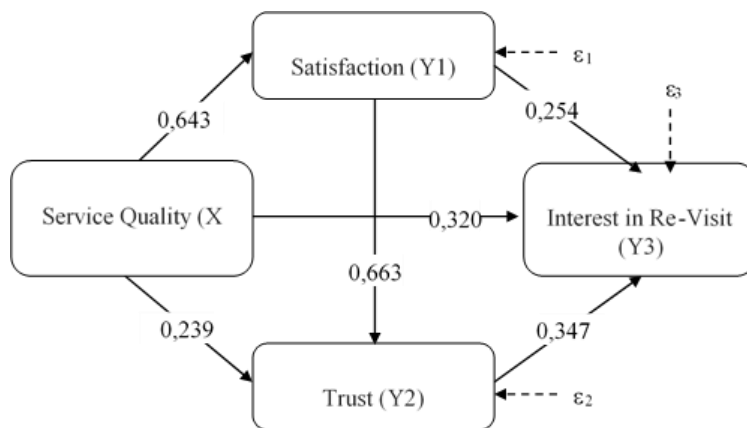 Satisfaction (Y1)
ε1
ε3
0,643
0,254
Service Quality (X
0,320
Interest in Re-Visit
(Y3)
0,663
0,239
0,347
Trust (Y2)
ε2